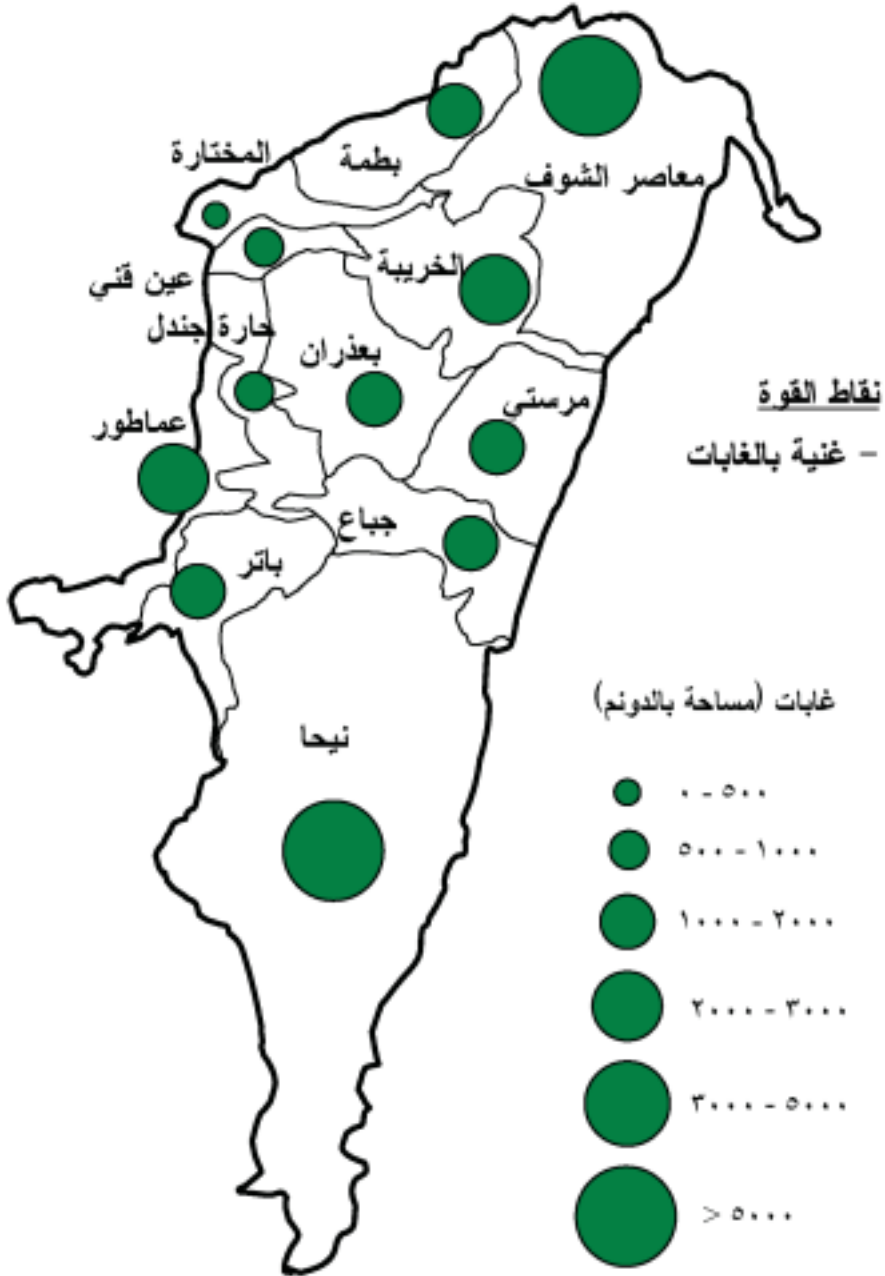 المختارة
بطمة
معاصر الشوف
عين قني
الخريبة
حارة جندل
بعذران
مرستي
عماطور
جباع
باتر
نيحا
نقاط القوة
- غنية بالغابات
غابات (مساحة بالدونم)
٠ - ٥٠٠
٥٠٠ - ١٠٠٠
١٠٠٠ - ٢٠٠٠
٢٠٠٠ - ٣٠٠٠
٣٠٠٠ - ٥٠٠٠
> ٥٠٠٠